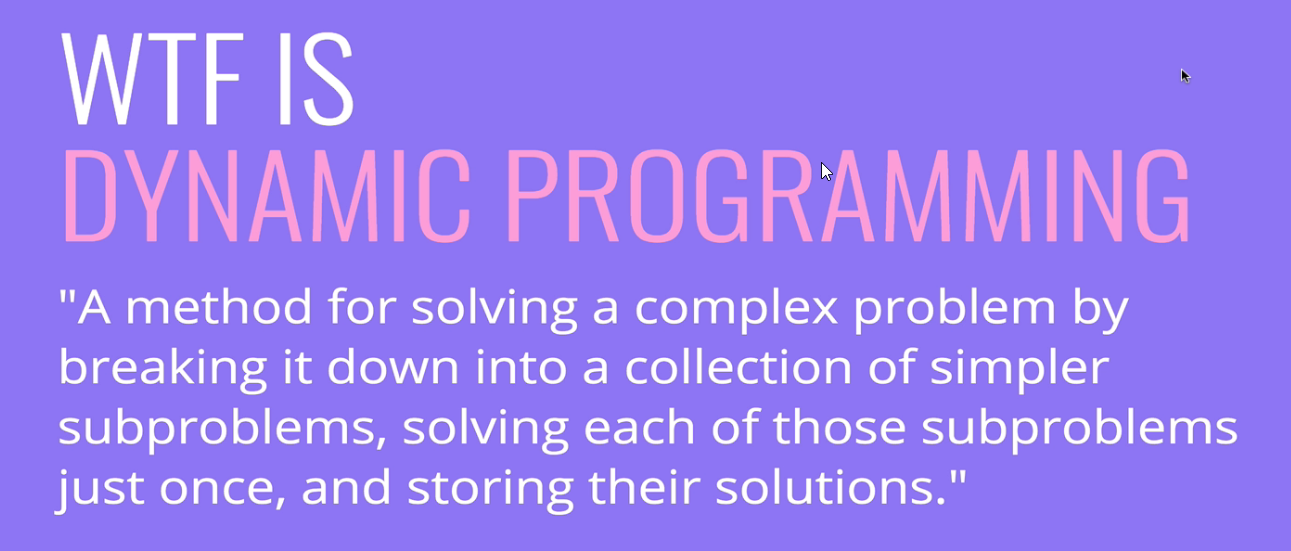 WTF IS
DYNAMIC PROGRAMMING
"A method for solving a complex problem by
breaking it down into a collection of simpler
subproblems, solving each of those subproblems
just once, and storing their solutions."